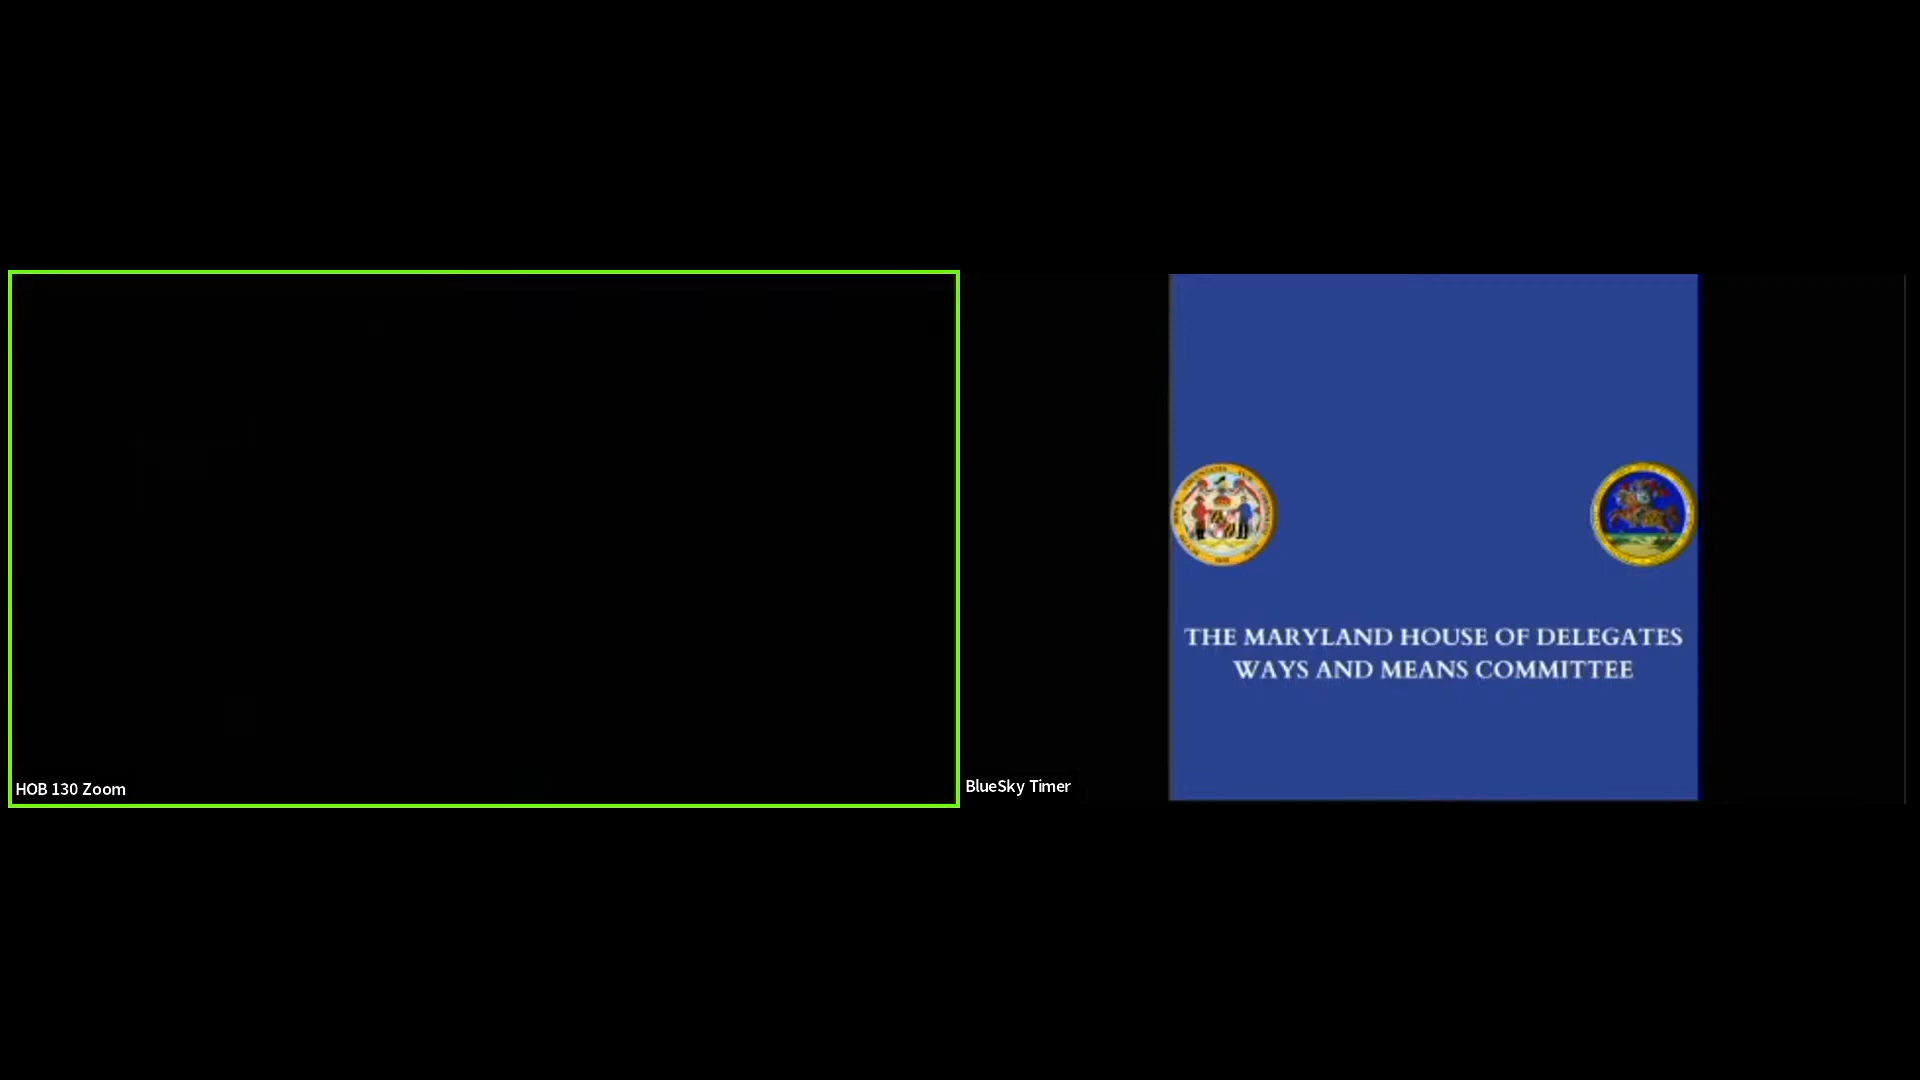 HOB 130 Zoom
BlueSky Timer
THE MARYLAND HOUSE OF DELEGATES
WAYS AND MEANS COMMITTEE